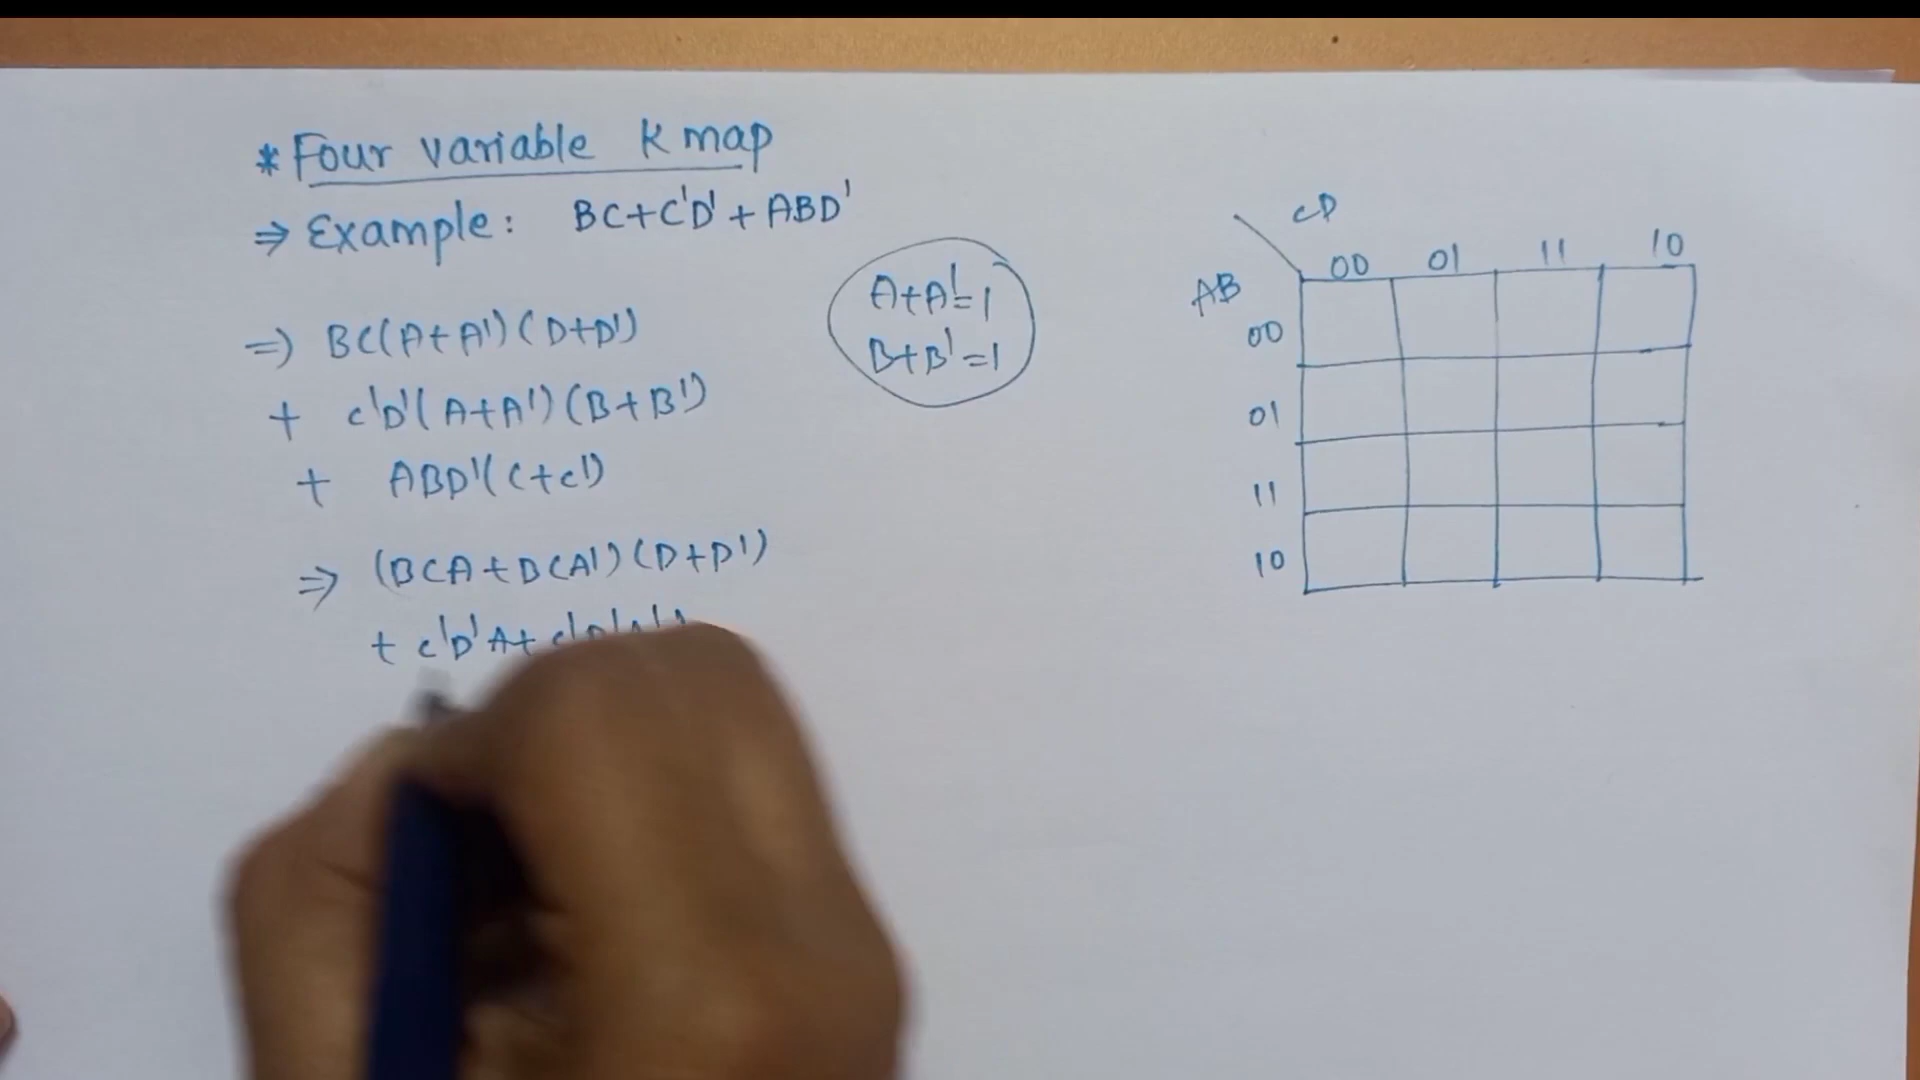 * Four variable K map
⇒ Example: BC+C'D' + ABD'
⇒ BC(A+A')(D+D')
+ C'D'(A+A')(B+B')
+ ABD'(C+C')
⇒ (BCA+BCA')(D+D')
+ C'D'A+
A+A'=1
B+B'=1
CD
00 01 11 10
AB
00
01
11
10